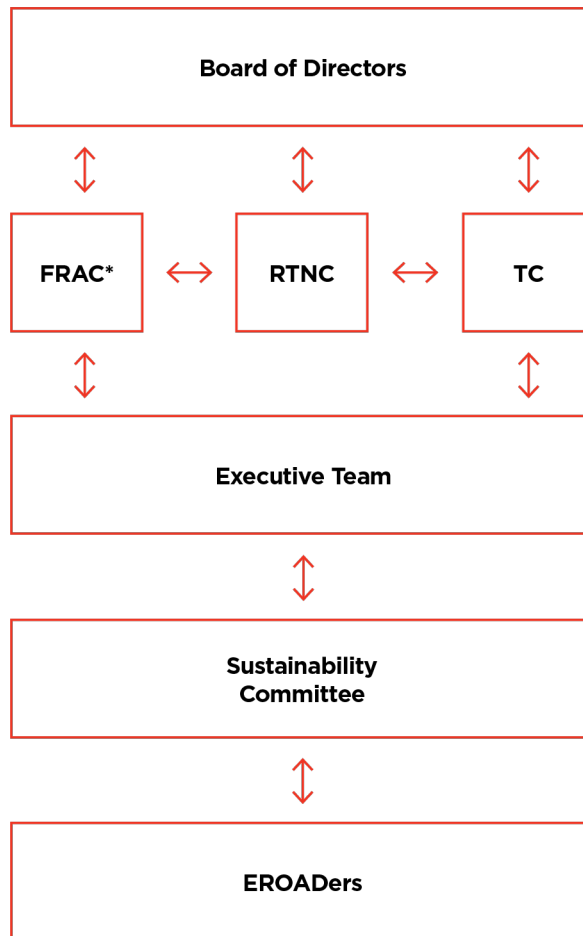 Board of Directors
FRAC*
RTNC
TC
Executive Team
Sustainability
Committee
EROADers